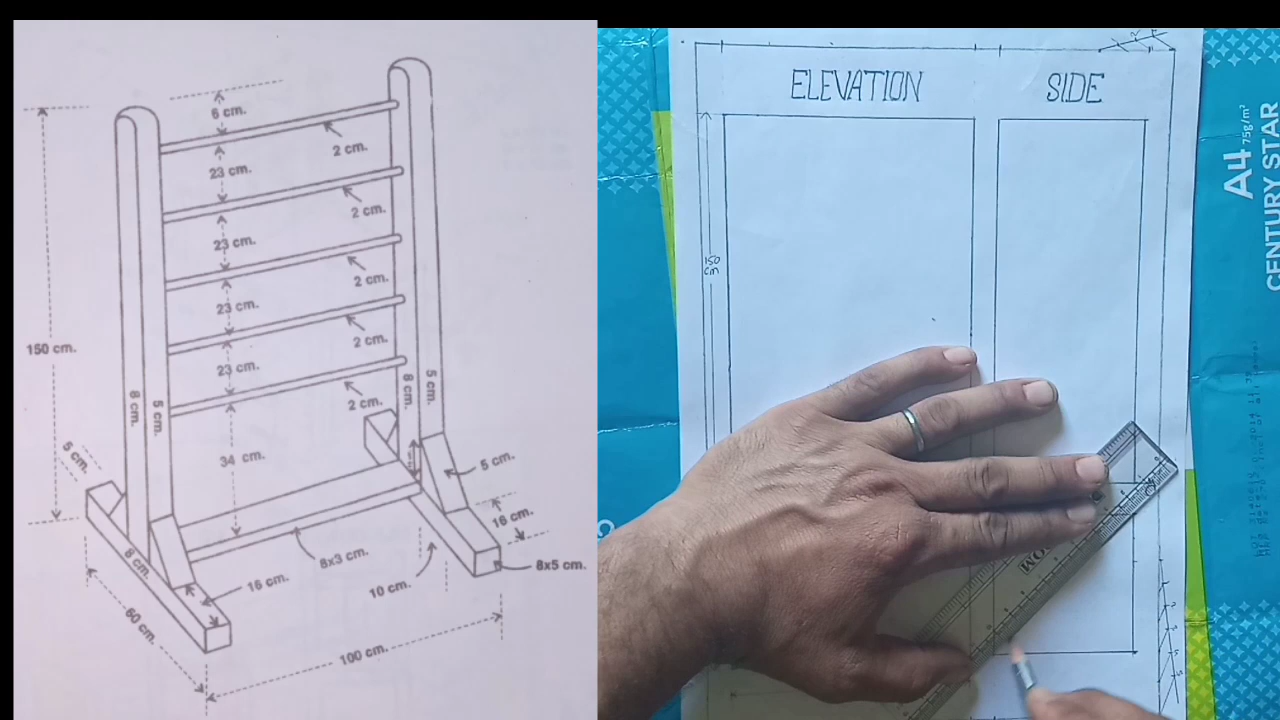 6 cm.
2 cm.
23 cm.
2 cm.
23 cm.
2 cm.
23 cm.
2 cm.
23 cm.
2 cm.
150 cm.
8 cm.
5 cm.
8 cm.
5 cm.
34 cm.
5 cm.
5 cm.
16 cm.
8 cm.
8x3 cm.
16 cm.
10 cm.
8x5 cm.
60 cm.
100 cm.
ELEVATION
SIDE
150
cm
A4 75g/m²
CENTURY STAR